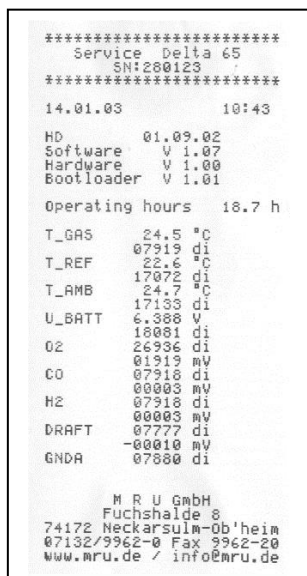 ************************
Service Delta 65
SN:280123
************************
14.01.03 10:43
HD 01.09.02
Software V 1.07
Hardware V 1.00
Bootloader V 1.01
Operating hours 18.7 h
T_GAS 24.5 °C
07919 di
T_REF 22.6 °C
17072 di
T_AMB 24.7 °C
17133 di
U_BATT 6.388 V
18081 di
O2 26936 di
01919 mV
CO 07918 di
00003 mV
H2 07918 di
00003 mV
DRAFT 07777 di
-00010 mV
GNDA 07880 di
M R U GmbH
Fuchshalde 8
74172 Neckarsulm-Ob'heim
07132/9962-0 Fax 9962-20
www.mru.de / info@mru.de